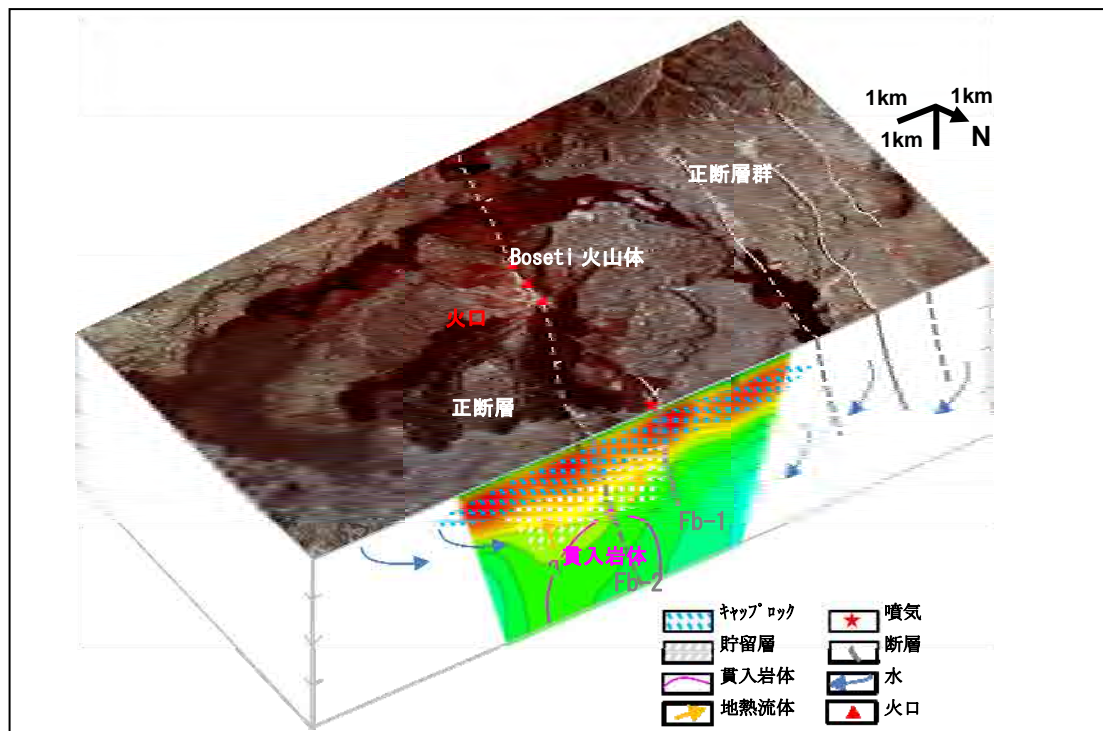 1km
1km
1km
N
正断層群
Boseti 火山体
火口
正断層
Fb-1
貫入岩体
Fb-2
ｷｬｯﾌﾟﾛｯｸ
噴気
貯留層
断層
貫入岩体
水
地熱流体
火口